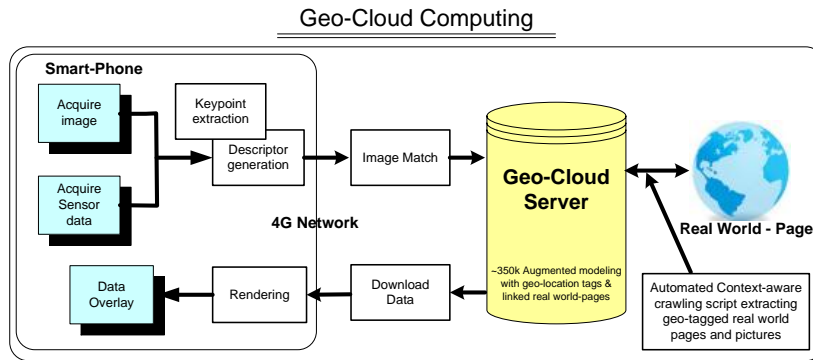 Geo-Cloud Computing
Smart-Phone
Acquire
image
Keypoint
extraction
Descriptor
generation
Image Match
Acquire
Sensor
data
4G Network
Geo-Cloud
Server
~350k Augmented modeling
with geo-location tags &
linked real world-pages
Real World - Page
Data
Overlay
Rendering
Download
Data
Automated Context-aware
crawling script extracting
geo-tagged real world
pages and pictures